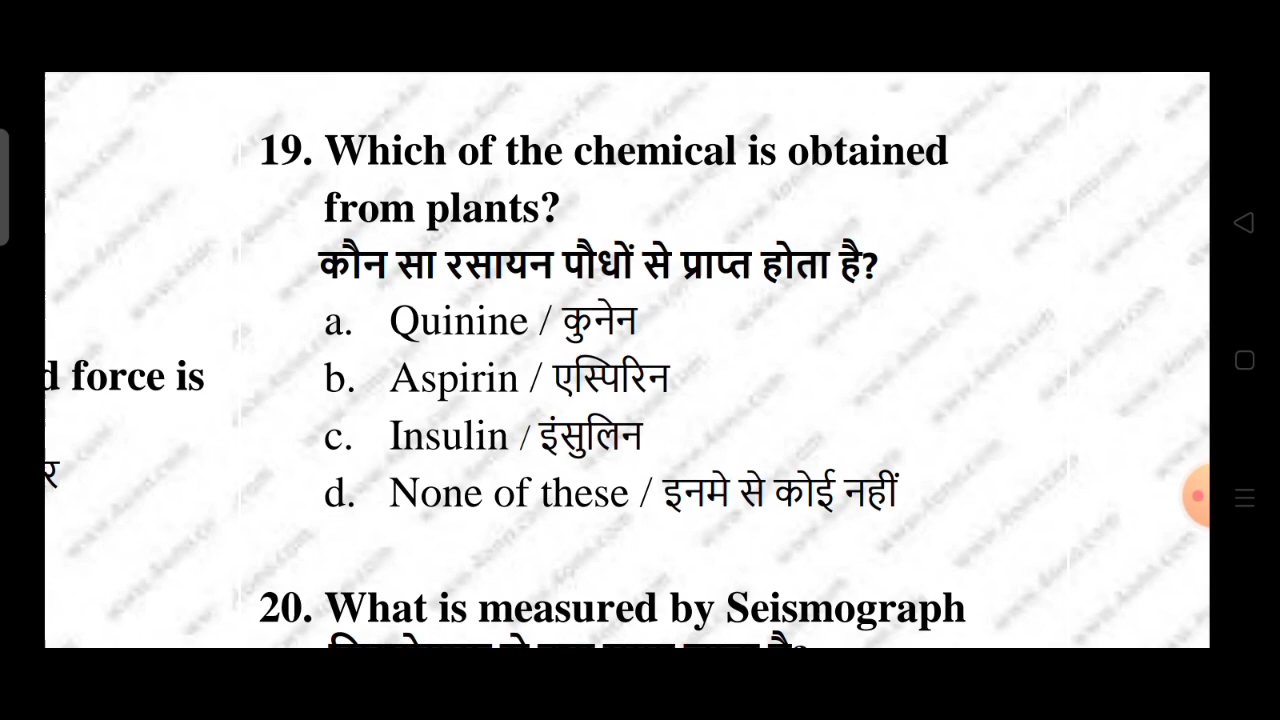 19. Which of the chemical is obtained
from plants?
कौन सा रसायन पौधों से प्राप्त होता है?
a. Quinine / कुनेन
d force is
b. Aspirin / एस्पिरिन
c. Insulin / इंसुलिन
र
d. None of these / इनमे से कोई नहीं
20. What is measured by Seismograph